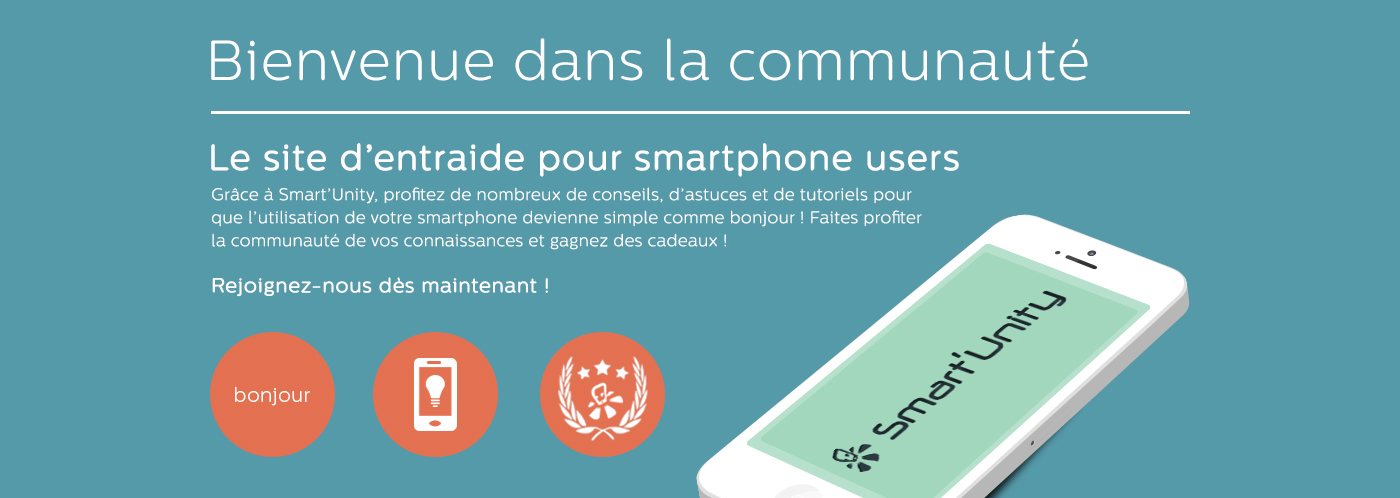 Bienvenue dans la communauté
Le site d’entraide pour smartphone users
Grâce à Smart’Unity, profitez de nombreux de conseils, d’astuces et de tutoriels pour
que l’utilisation de votre smartphone devienne simple comme bonjour ! Faites profiter
la communauté de vos connaissances et gagnez des cadeaux !
Rejoignez-nous dès maintenant !
bonjour
Smart’Unity